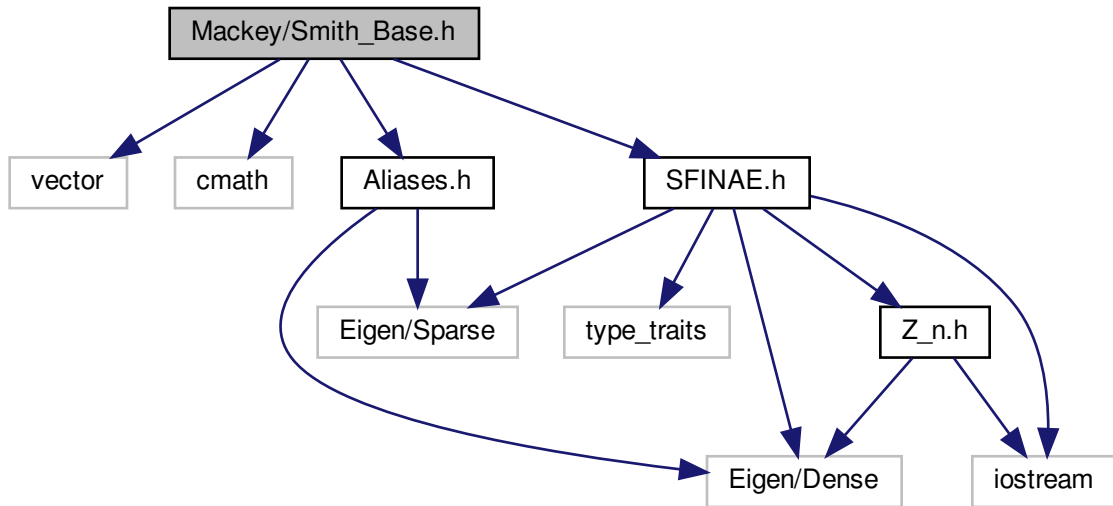 Mackey/Smith_Base.h
vector
cmath
Aliases.h
SFINAE.h
Eigen/Sparse
type_traits
Z_n.h
Eigen/Dense
iostream